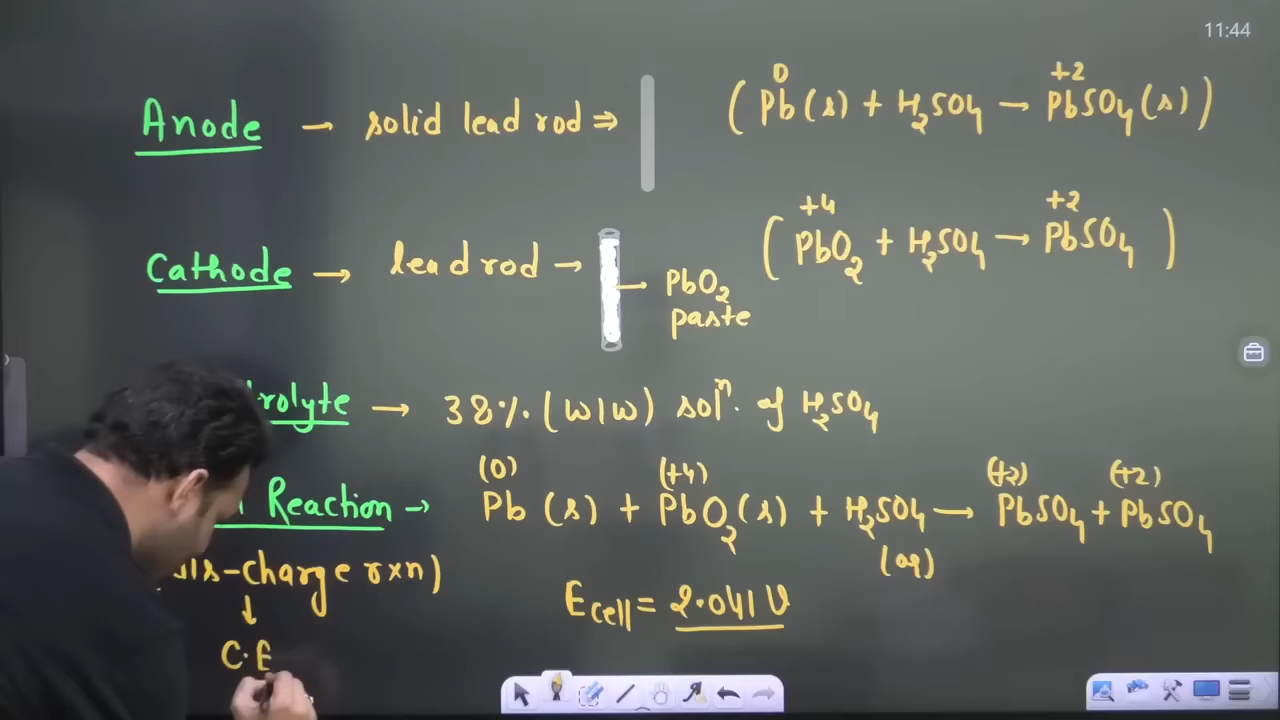 11:44
Anode → solid lead rod ⇒ ( Pb(s) + H₂SO₄ → PbSO₄(s) )
0 +2
Cathode → lead rod → ( PbO₂ + H₂SO₄ → PbSO₄ )
+4 +2
PbO₂
paste
rolyte → 38%. (w/w) solⁿ. of H₂SO₄
(0) (+4) (+2) (+2)
Reaction → Pb (s) + PbO₂(s) + H₂SO₄ → PbSO₄ + PbSO₄
(aq)
dis-charge rxn)
Ecell = 2.041 V
↓
C.E